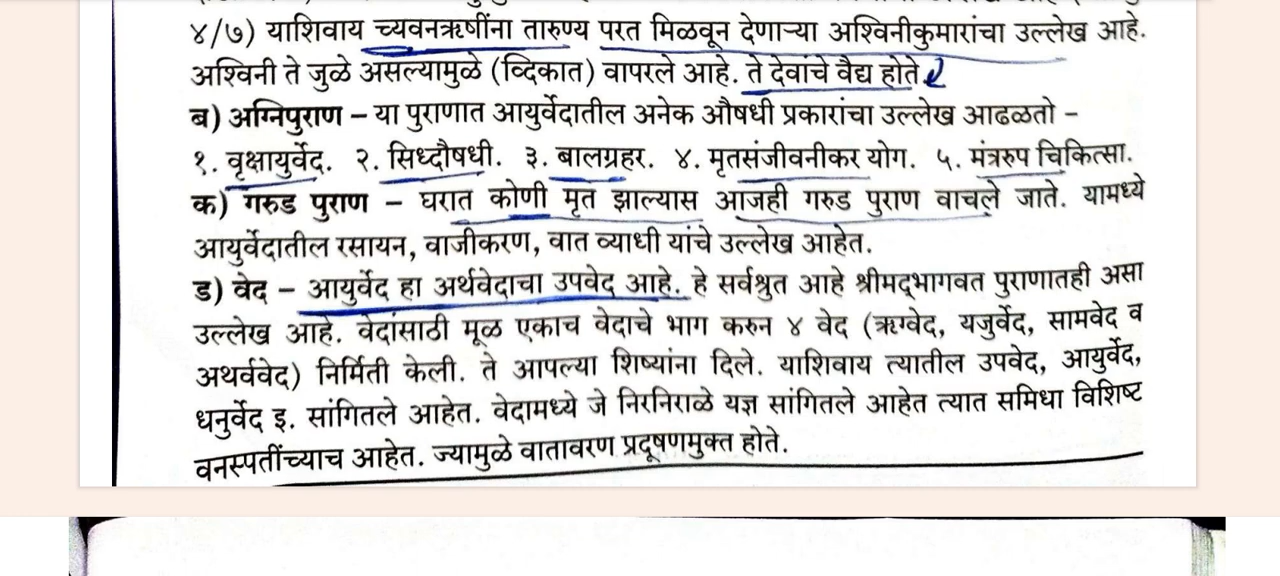 ४/७) याशिवाय च्यवनऋषींना तारुण्य परत मिळवून देणाऱ्या अश्विनीकुमारांचा उल्लेख आहे.
अश्विनी ते जुळे असल्यामुळे (व्दिकात) वापरले आहे. ते देवांचे वैद्य होते.
ब) अग्निपुराण – या पुराणात आयुर्वेदातील अनेक औषधी प्रकारांचा उल्लेख आढळतो –
१. वृक्षायुर्वेद. २. सिध्दौषधी. ३. बालग्रहर. ४. मृतसंजीवनीकर योग. ५. मंत्ररुप चिकित्सा.
क) गरुड पुराण – घरात कोणी मृत झाल्यास आजही गरुड पुराण वाचले जाते. यामध्ये
आयुर्वेदातील रसायन, वाजीकरण, वात व्याधी यांचे उल्लेख आहेत.
ड) वेद – आयुर्वेद हा अर्थवेदाचा उपवेद आहे. हे सर्वश्रुत आहे श्रीमद्‌भागवत पुराणातही असा
उल्लेख आहे. वेदांसाठी मूळ एकाच वेदाचे भाग करुन ४ वेद (ऋग्वेद, यजुर्वेद, सामवेद व
अथर्ववेद) निर्मिती केली. ते आपल्या शिष्यांना दिले. याशिवाय त्यातील उपवेद, आयुर्वेद,
धनुर्वेद इ. सांगितले आहेत. वेदामध्ये जे निरनिराळे यज्ञ सांगितले आहेत त्यात समिधा विशिष्ट
वनस्पतींच्याच आहेत. ज्यामुळे वातावरण प्रदूषणमुक्त होते.